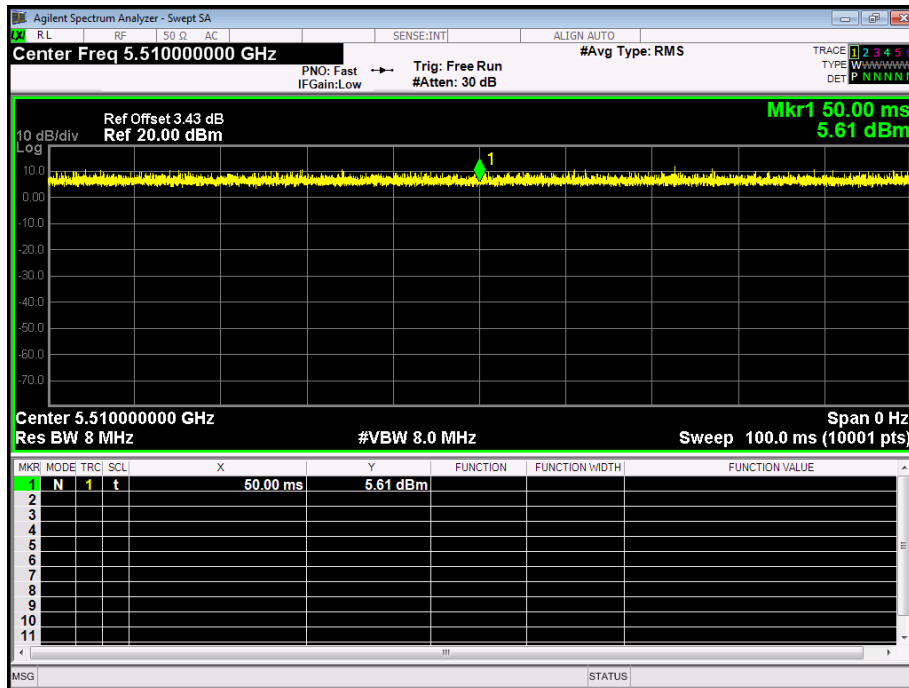 Agilent Spectrum Analyzer - Swept SA
LXI RL RF 50 Ω AC SENSE:INT ALIGN AUTO
Center Freq 5.510000000 GHz
PNO: Fast
IFGain:Low
Trig: Free Run
#Atten: 30 dB
#Avg Type: RMS
TRACE 1 2 3 4 5
TYPE WWWWWW
DET P N N N N
Mkr1 50.00 ms
5.61 dBm
Ref Offset 3.43 dB
10 dB/div Ref 20.00 dBm
Log
1
10.0
0.00
-10.0
-20.0
-30.0
-40.0
-50.0
-60.0
-70.0
Center 5.510000000 GHz Span 0 Hz
Res BW 8 MHz #VBW 8.0 MHz Sweep 100.0 ms (10001 pts)
MKR MODE TRC SCL X Y FUNCTION FUNCTION WIDTH FUNCTION VALUE
1 N 1 t 50.00 ms 5.61 dBm
2
3
4
5
6
7
8
9
10
11
MSG STATUS